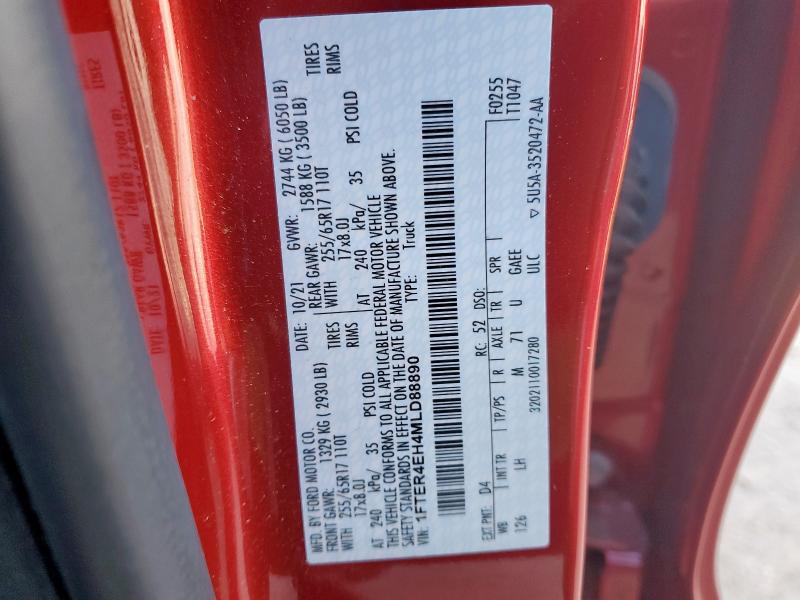 MFD. BY FORD MOTOR CO.
DATE: 10/21
GVWR: 2744 KG ( 6050 LB)
FRONT GAWR: 1329 KG ( 2930 LB)
REAR GAWR: 1588 KG ( 3500 LB)
WITH 255/65R17 110T TIRES
WITH 255/65R17 110T TIRES
17x8.0J RIMS
17x8.0J RIMS
AT 240 kPa/ 35 PSI COLD
AT 240 kPa/ 35 PSI COLD
THIS VEHICLE CONFORMS TO ALL APPLICABLE FEDERAL MOTOR VEHICLE
SAFETY STANDARDS IN EFFECT ON THE DATE OF MANUFACTURE SHOWN ABOVE.
VIN: 1FTER4EH4MLD88890
TYPE: Truck
F0255
T1047
EXT PNT: D4 RC: 52 DSO:
WB INT TR TP/PS R AXLE TR SPR
126 LH M 71 U GAEE
ULC
3202110017280
5U5A-3520472-AA